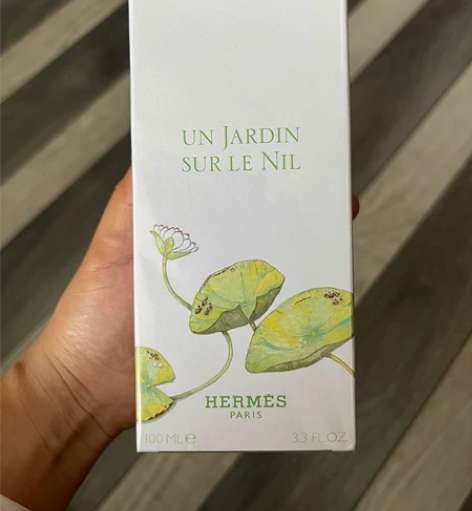 UN JARDIN
SUR LE NIL
HERMÈS
PARIS
100 ML ℮ 3.3 FL.OZ